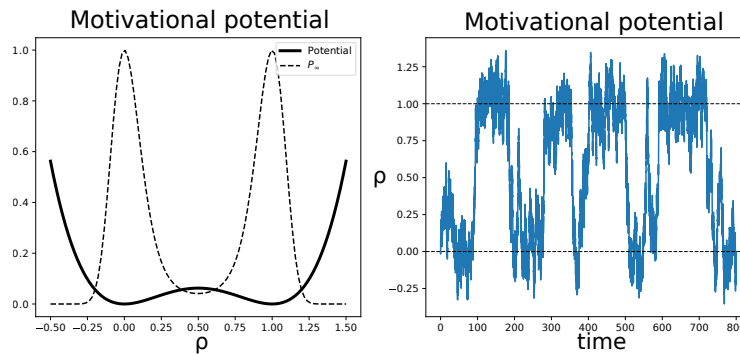 Motivational potential
Potential
P∞
1.0
0.8
0.6
0.4
0.2
0.0
−0.50 −0.25 0.00 0.25 0.50 0.75 1.00 1.25 1.50
ρ
Motivational potential
1.25
1.00
0.75
0.50
0.25
0.00
−0.25
ρ
0 100 200 300 400 500 600 700 800
time